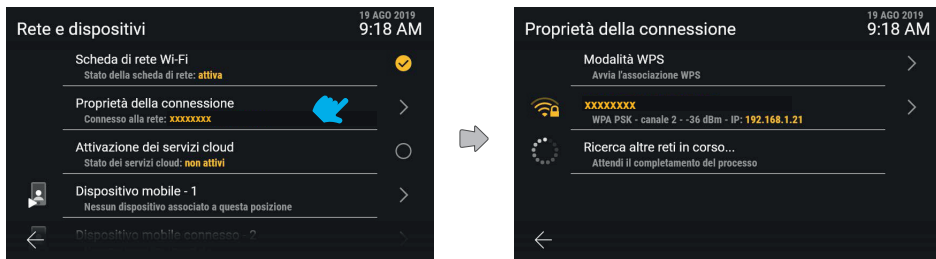 Rete e dispositivi
19 AGO 2019
9:18 AM
Scheda di rete Wi-Fi
Stato della scheda di rete: attiva
Proprietà della connessione
Connesso alla rete: xxxxxxxx
Attivazione dei servizi cloud
Stato dei servizi cloud: non attivi
Dispositivo mobile - 1
Nessun dispositivo associato a questa posizione
Dispositivo mobile connesso - 2
Proprietà della connessione
19 AGO 2019
9:18 AM
Modalità WPS
Avvia l'associazione WPS
xxxxxxxx
WPA PSK - canale 2 - -36 dBm - IP: 192.168.1.21
Ricerca altre reti in corso...
Attendi il completamento del processo